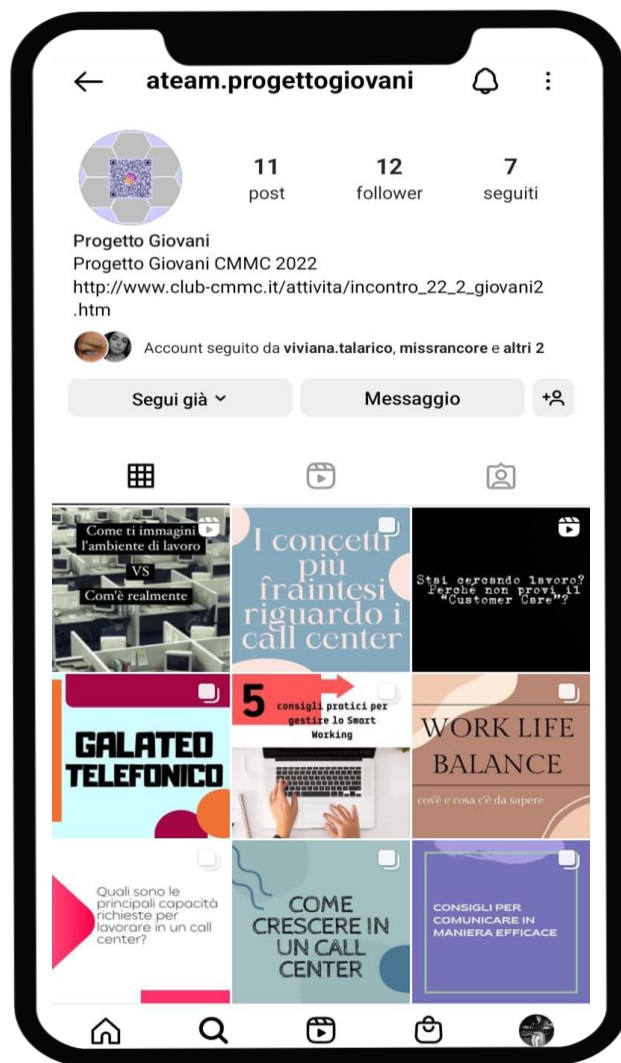 ateam.progettogiovani
11
post
12
follower
7
seguiti
Progetto Giovani
Progetto Giovani CMMC 2022
http://www.club-cmmc.it/attivita/incontro_22_2_giovani2
.htm
Account seguito da viviana.talarico, missrancore e altri 2
Segui già
Messaggio
Come ti immagini
l'ambiente di lavoro
VS
Com'è realmente
I concetti
più
fraintesi
riguardo i
call center
Stai cercando lavoro?
Perchè non provi il
"Customer Care"?
GALATEO
TELEFONICO
5
consigli pratici per
gestire lo Smart
Working
WORK LIFE
BALANCE
cos'è e cosa c'è da sapere
Quali sono le
principali capacità
richieste per
lavorare in un call
center?
COME
CRESCERE IN
UN CALL
CENTER
CONSIGLI PER
COMUNICARE IN
MANIERA EFFICACE